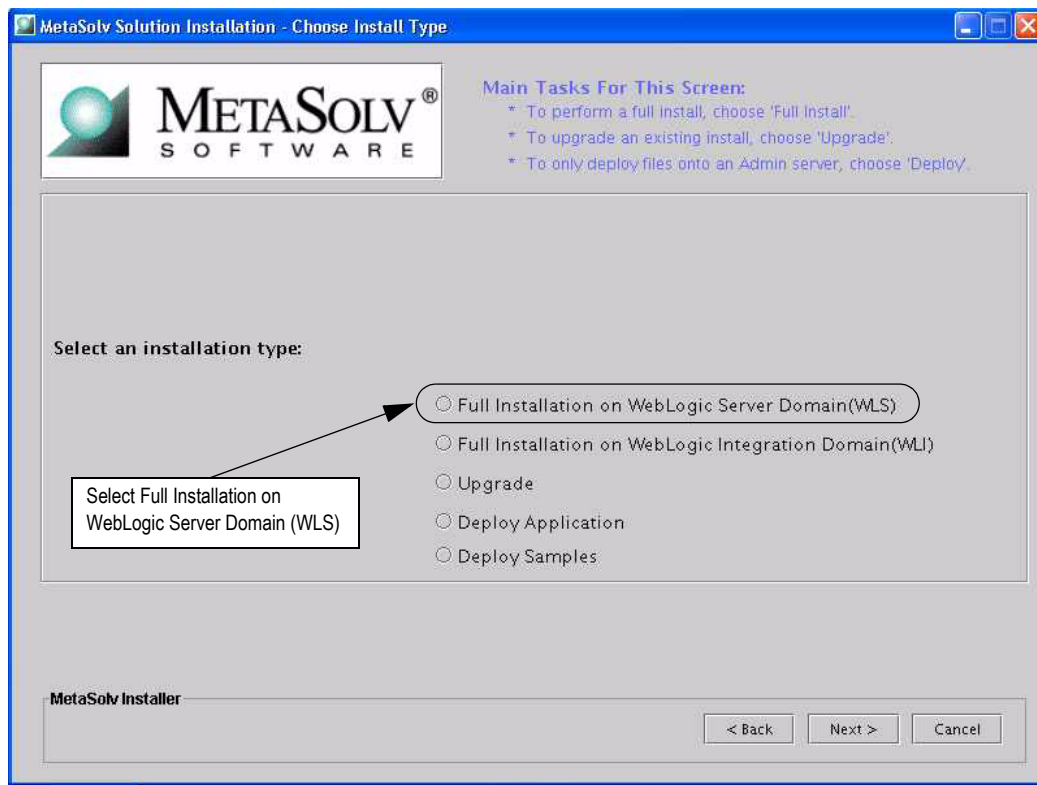 MetaSolv Solution Installation - Choose Install Type
METASOLV®
SOFTWARE
Main Tasks For This Screen:
* To perform a full install, choose 'Full Install'.
* To upgrade an existing install, choose 'Upgrade'.
* To only deploy files onto an Admin server, choose 'Deploy'.
Select an installation type:
Full Installation on WebLogic Server Domain(WLS)
Full Installation on WebLogic Integration Domain(WLI)
Upgrade
Deploy Application
Deploy Samples
Select Full Installation on
WebLogic Server Domain (WLS)
MetaSolv Installer
< Back
Next >
Cancel